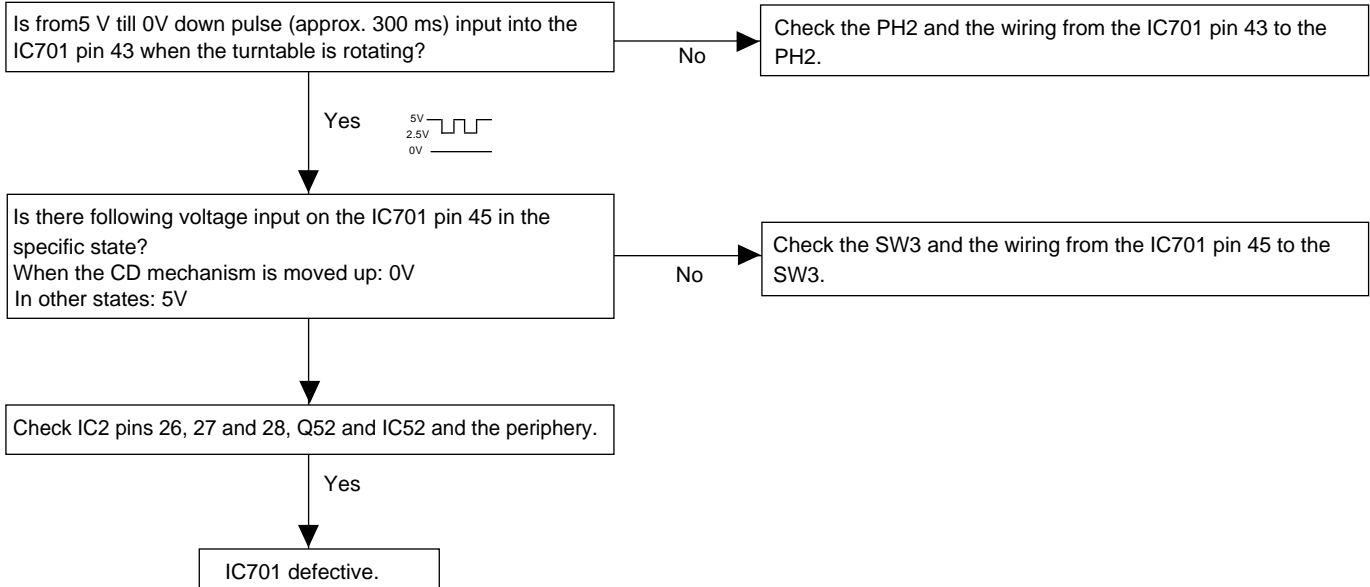 Is from5 V till 0V down pulse (approx. 300 ms) input into the
IC701 pin 43 when the turntable is rotating?
No
Check the PH2 and the wiring from the IC701 pin 43 to the
PH2.
Yes
5V
2.5V
0V
Is there following voltage input on the IC701 pin 45 in the
specific state?
When the CD mechanism is moved up: 0V
In other states: 5V
No
Check the SW3 and the wiring from the IC701 pin 45 to the
SW3.
Check IC2 pins 26, 27 and 28, Q52 and IC52 and the periphery.
Yes
IC701 defective.